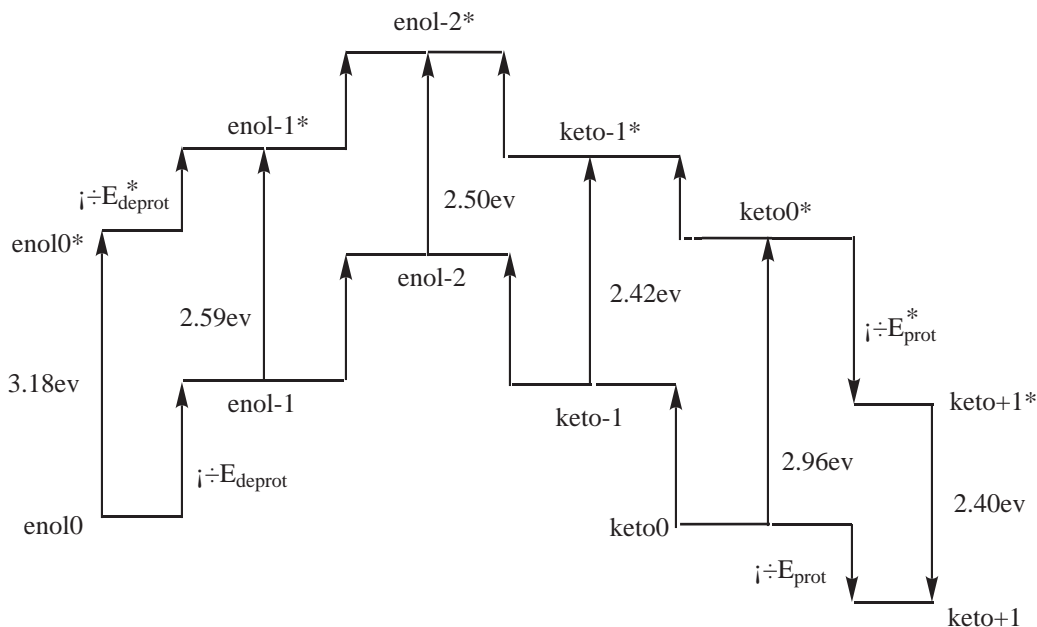 enol-2*
enol-1*
keto-1*
¡÷E*deprot
2.50ev
keto0*
enol0*
enol-2
2.59ev
2.42ev
¡÷E*prot
3.18ev
enol-1
keto-1
keto+1*
2.96ev
¡÷Edeprot
2.40ev
enol0
keto0
¡÷Eprot
keto+1